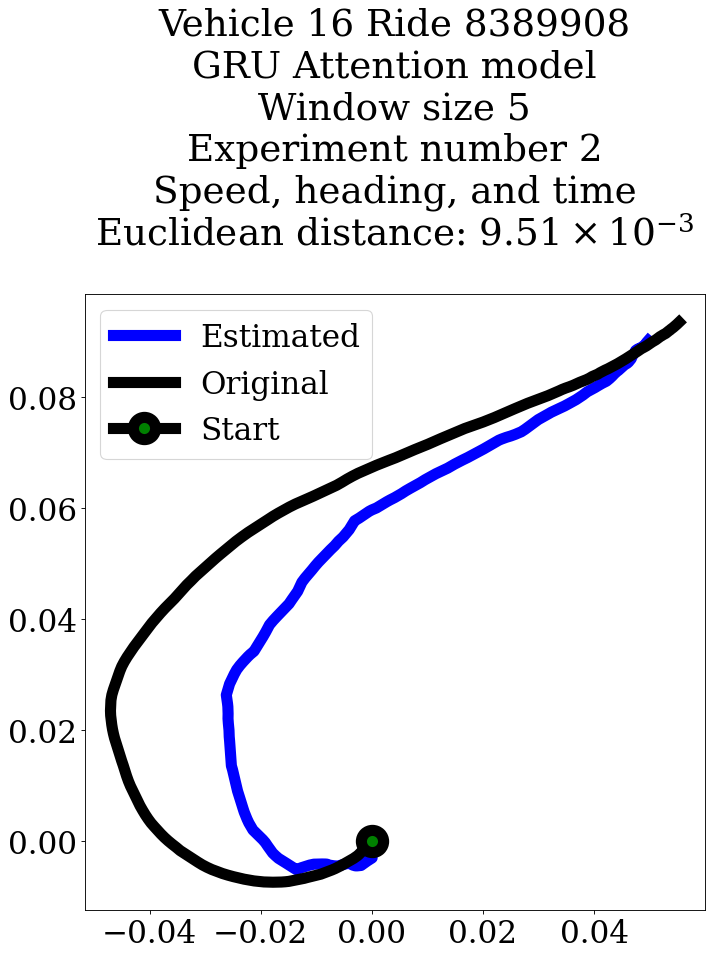 Vehicle 16 Ride 8389908
GRU Attention model
Window size 5
Experiment number 2
Speed, heading, and time
Euclidean distance: 9.51 × 10⁻³
Estimated
Original
Start
0.08
0.06
0.04
0.02
0.00
−0.04 −0.02 0.00 0.02 0.04